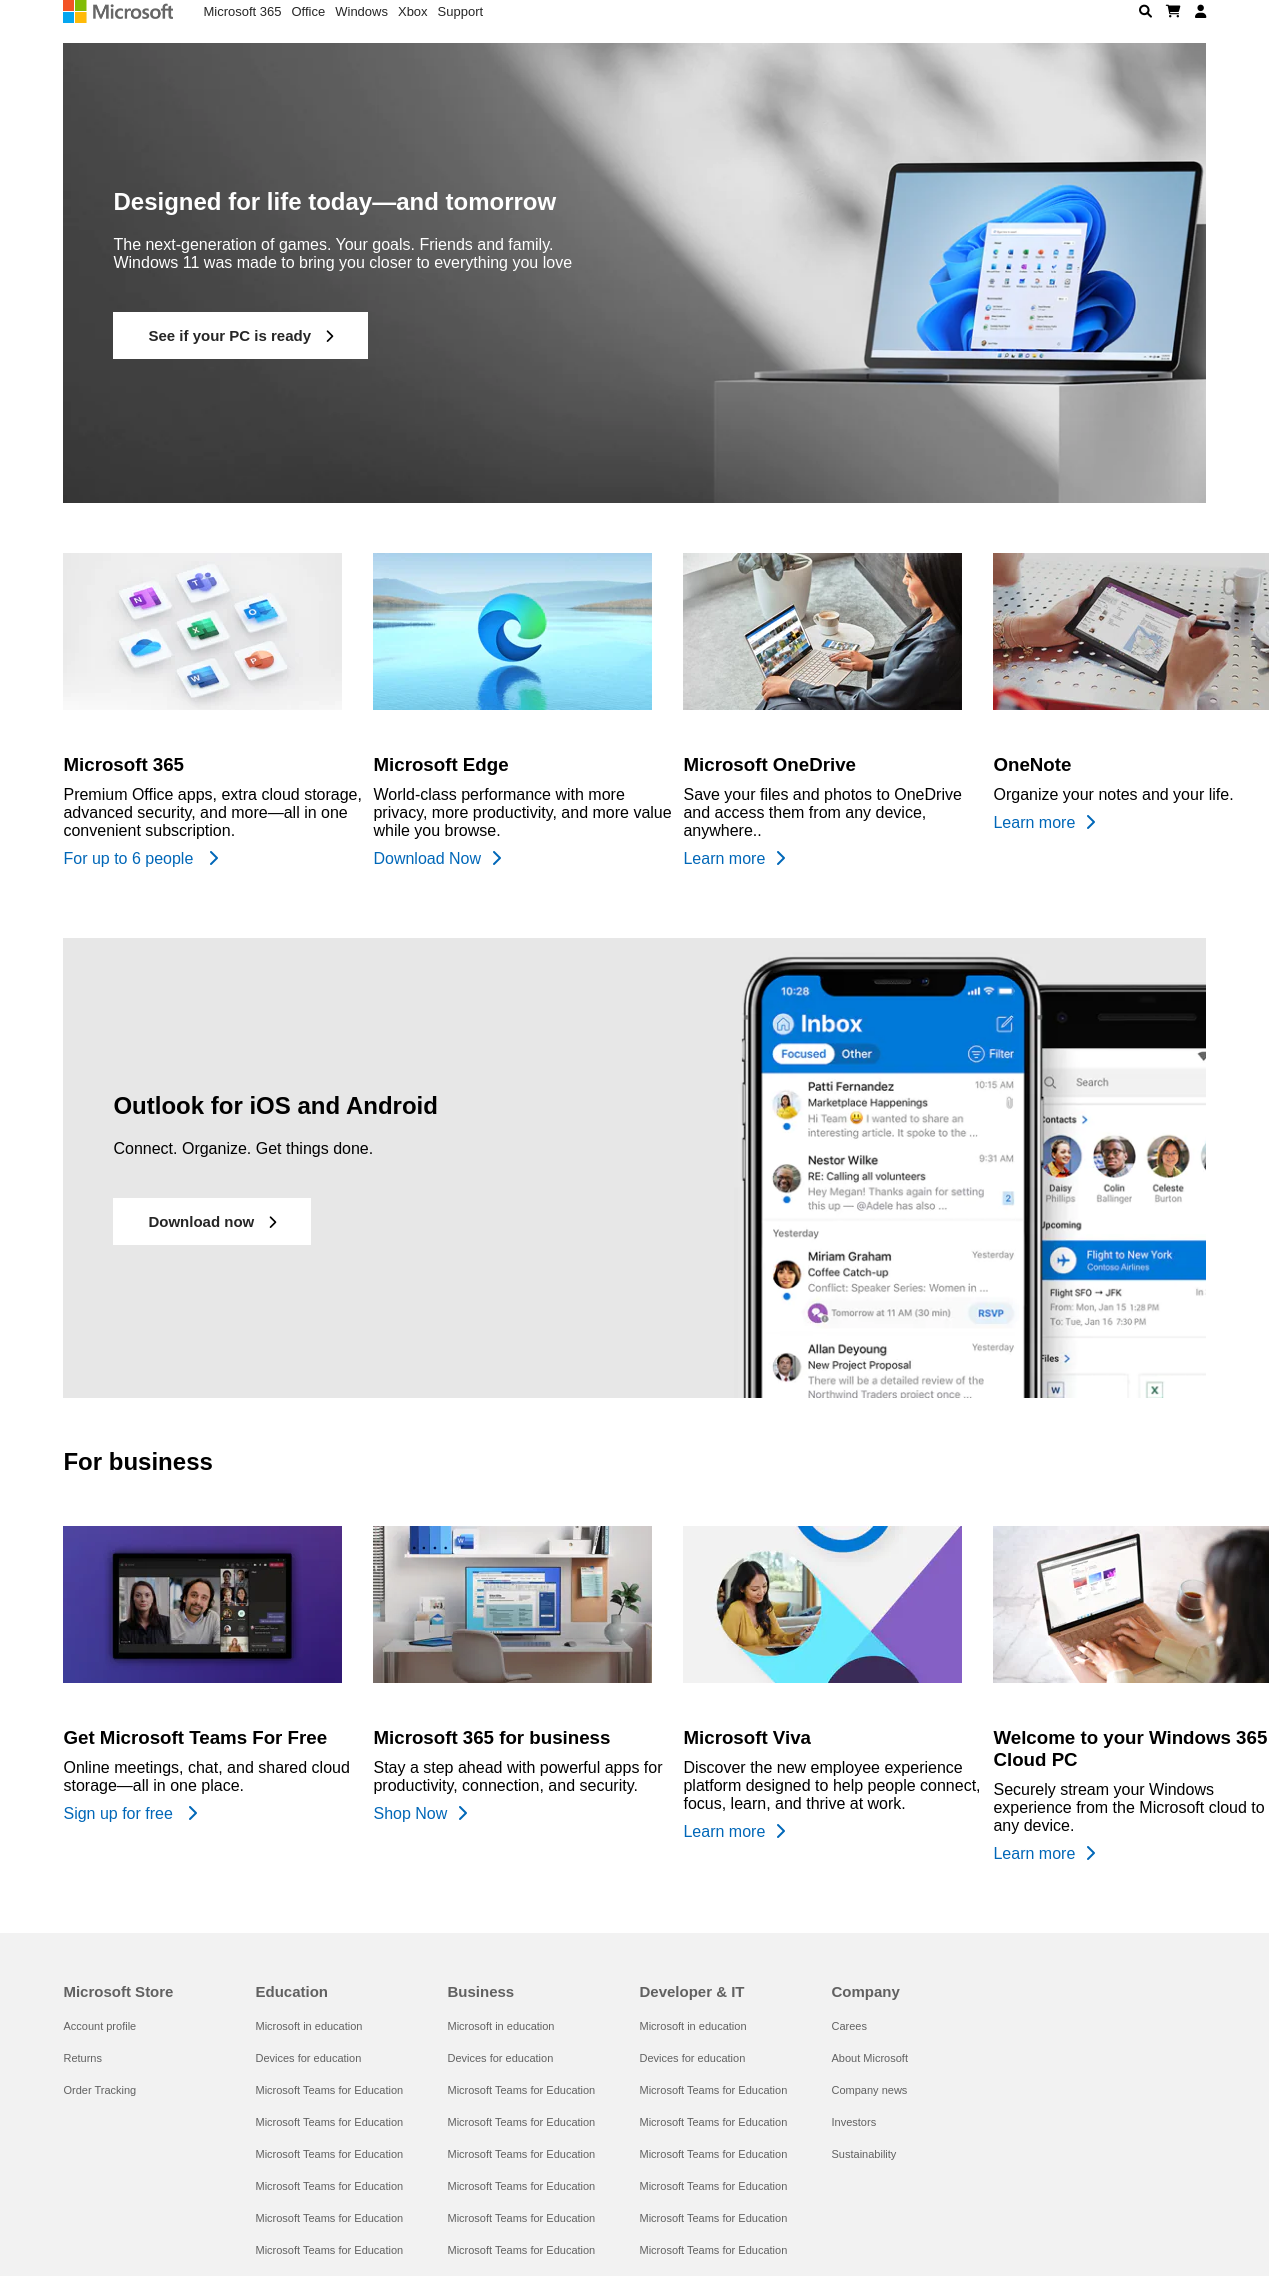 Microsoft Microsoft 365 Office Windows Xbox Support
Designed for life today—and tomorrow
The next-generation of games. Your goals. Friends and family.
Windows 11 was made to bring you closer to everything you love
See if your PC is ready
Microsoft 365
Premium Office apps, extra cloud storage,
advanced security, and more—all in one
convenient subscription.
For up to 6 people
Microsoft Edge
World-class performance with more
privacy, more productivity, and more value
while you browse.
Download Now
Microsoft OneDrive
Save your files and photos to OneDrive
and access them from any device,
anywhere..
Learn more
OneNote
Organize your notes and your life.
Learn more
Outlook for iOS and Android
Connect. Organize. Get things done.
Download now
10:28
Inbox
Focused Other Filter
Patti Fernandez 10:15 AM
Marketplace Happenings
Hi Team 😃 I wanted to share an
interesting article. It spoke to the ...
Nestor Wilke 9:31 AM
RE: Calling all volunteers
Hey Megan! Thanks again for setting
this up — @Adele has also ... 2
Yesterday
Miriam Graham Yesterday
Coffee Catch-up
Conflict: Speaker Series: Women in ...
Tomorrow at 11 AM (30 min) RSVP
Allan Deyoung Yesterday
New Project Proposal
There will be a detailed review of the
Northwind Traders project once ...
Search
Contacts
Daisy Colin Celeste
Phillips Ballinger Burton
Upcoming
Flight to New York
Contoso Airlines
Flight SFO → JFK In
From: Mon, Jan 15 1:28 PM
To: Tue, Jan 16 7:30 PM
Files
W X
For business
Get Microsoft Teams For Free
Online meetings, chat, and shared cloud
storage—all in one place.
Sign up for free
Microsoft 365 for business
Stay a step ahead with powerful apps for
productivity, connection, and security.
Shop Now
Microsoft Viva
Discover the new employee experience
platform designed to help people connect,
focus, learn, and thrive at work.
Learn more
Welcome to your Windows 365
Cloud PC
Securely stream your Windows
experience from the Microsoft cloud to
any device.
Learn more
Microsoft Store
Account profile
Returns
Order Tracking
Education
Microsoft in education
Devices for education
Microsoft Teams for Education
Microsoft Teams for Education
Microsoft Teams for Education
Microsoft Teams for Education
Microsoft Teams for Education
Microsoft Teams for Education
Business
Microsoft in education
Devices for education
Microsoft Teams for Education
Microsoft Teams for Education
Microsoft Teams for Education
Microsoft Teams for Education
Microsoft Teams for Education
Microsoft Teams for Education
Developer & IT
Microsoft in education
Devices for education
Microsoft Teams for Education
Microsoft Teams for Education
Microsoft Teams for Education
Microsoft Teams for Education
Microsoft Teams for Education
Microsoft Teams for Education
Company
Carees
About Microsoft
Company news
Investors
Sustainability